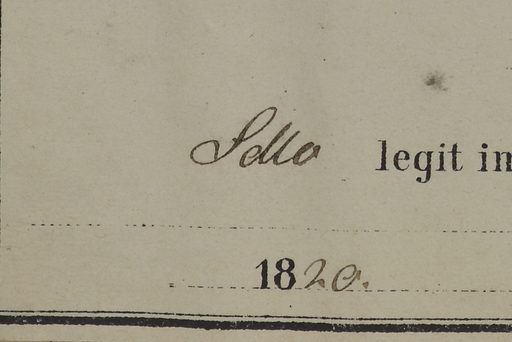 Sello legit in
1820.